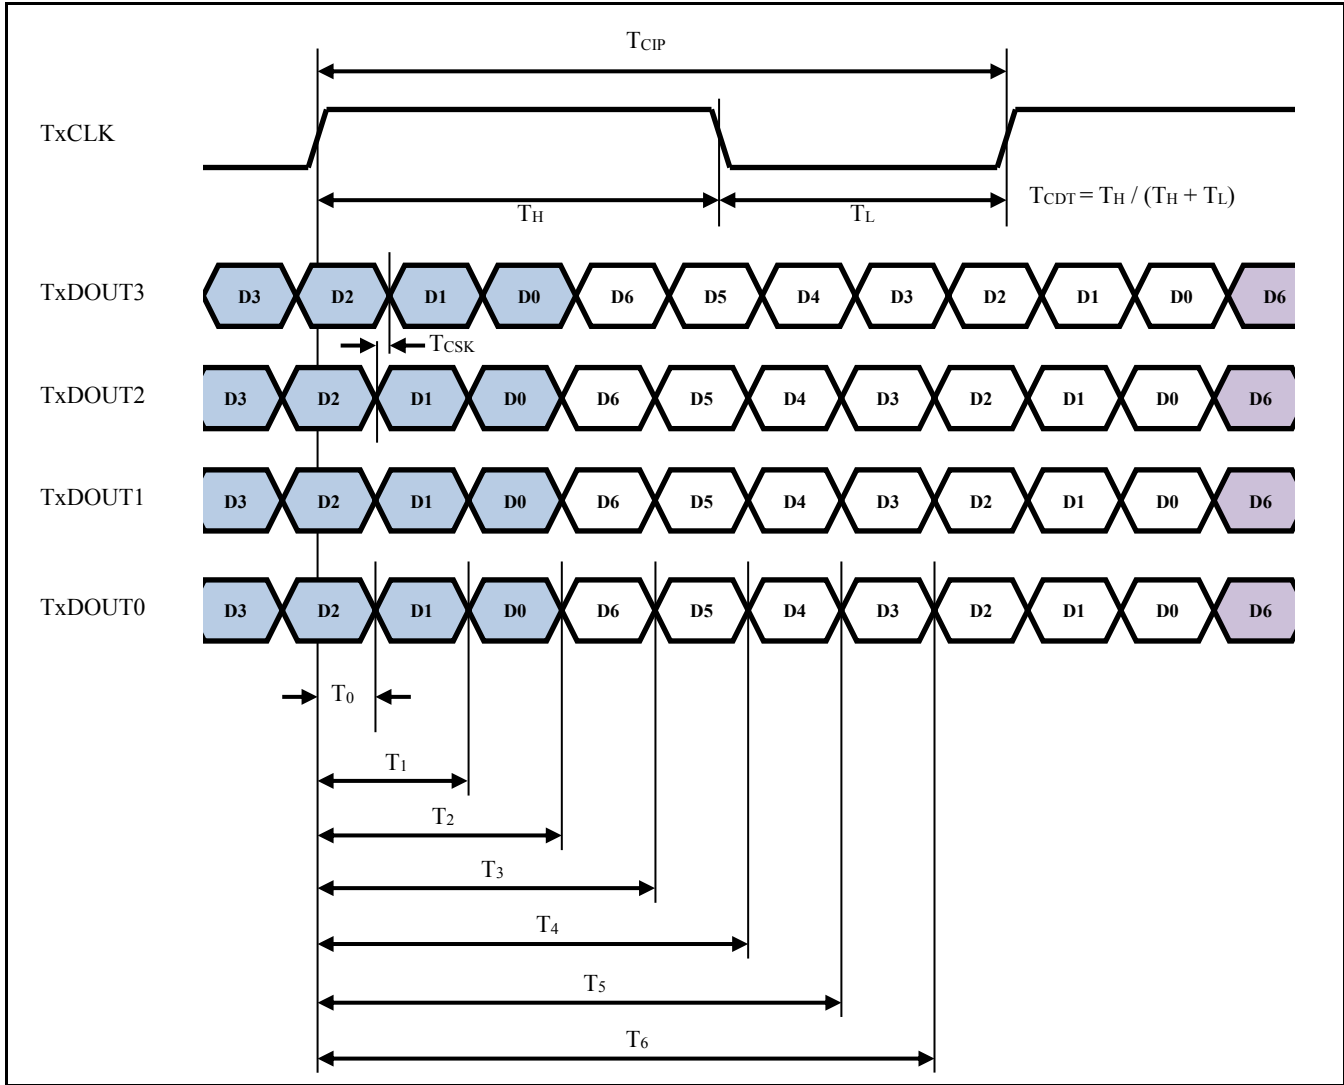 TCIP
TxCLK
TH
TL
TCDT = TH / (TH + TL)
TxDOUT3
D3 D2 D1 D0 D6 D5 D4 D3 D2 D1 D0 D6
TCSK
TxDOUT2
D3 D2 D1 D0 D6 D5 D4 D3 D2 D1 D0 D6
TxDOUT1
D3 D2 D1 D0 D6 D5 D4 D3 D2 D1 D0 D6
TxDOUT0
D3 D2 D1 D0 D6 D5 D4 D3 D2 D1 D0 D6
T0
T1
T2
T3
T4
T5
T6